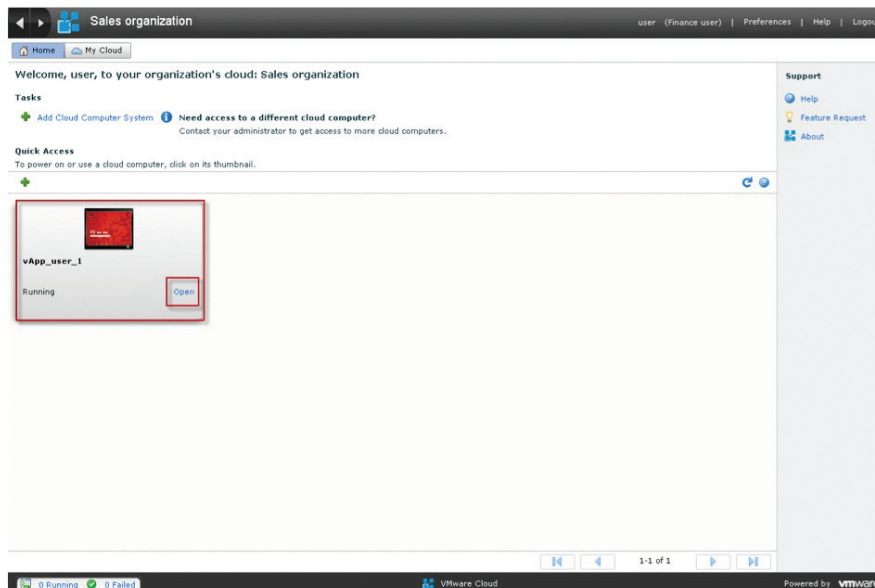 Sales organization
user (Finance user) | Preferences | Help | Logou
Home
My Cloud
Welcome, user, to your organization's cloud: Sales organization
Tasks
Add Cloud Computer System
Need access to a different cloud computer?
Contact your administrator to get access to more cloud computers.
Quick Access
To power on or use a cloud computer, click on its thumbnail.
vApp_user_1
Running
Open
Support
Help
Feature Request
About
1-1 of 1
0 Running
0 Failed
VMware Cloud
Powered by vmware